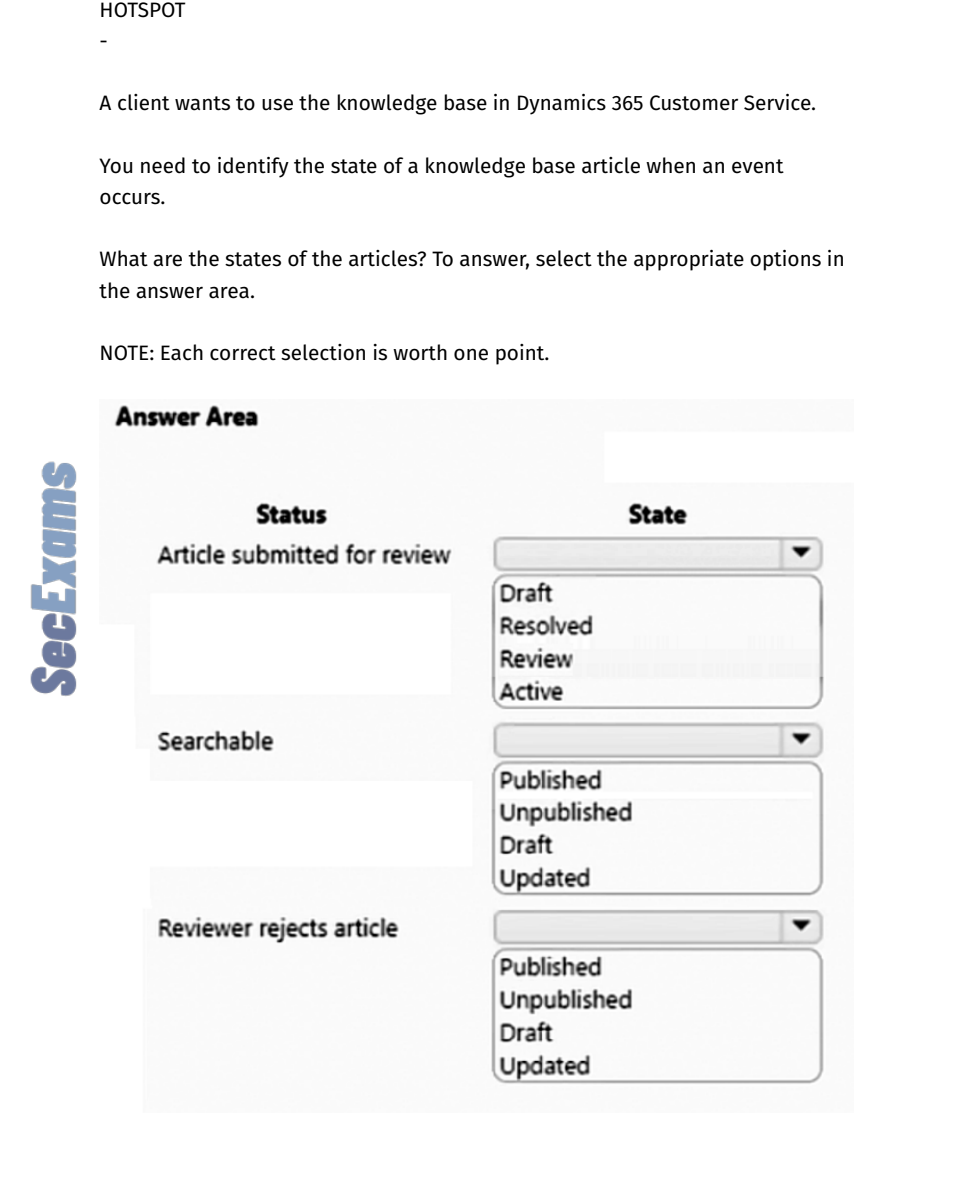 HOTSPOT
-
A client wants to use the knowledge base in Dynamics 365 Customer Service.
You need to identify the state of a knowledge base article when an event
occurs.
What are the states of the articles? To answer, select the appropriate options in
the answer area.
NOTE: Each correct selection is worth one point.
Answer Area
SecExams
Status State
Article submitted for review
Draft
Resolved
Review
Active
Searchable
Published
Unpublished
Draft
Updated
Reviewer rejects article
Published
Unpublished
Draft
Updated